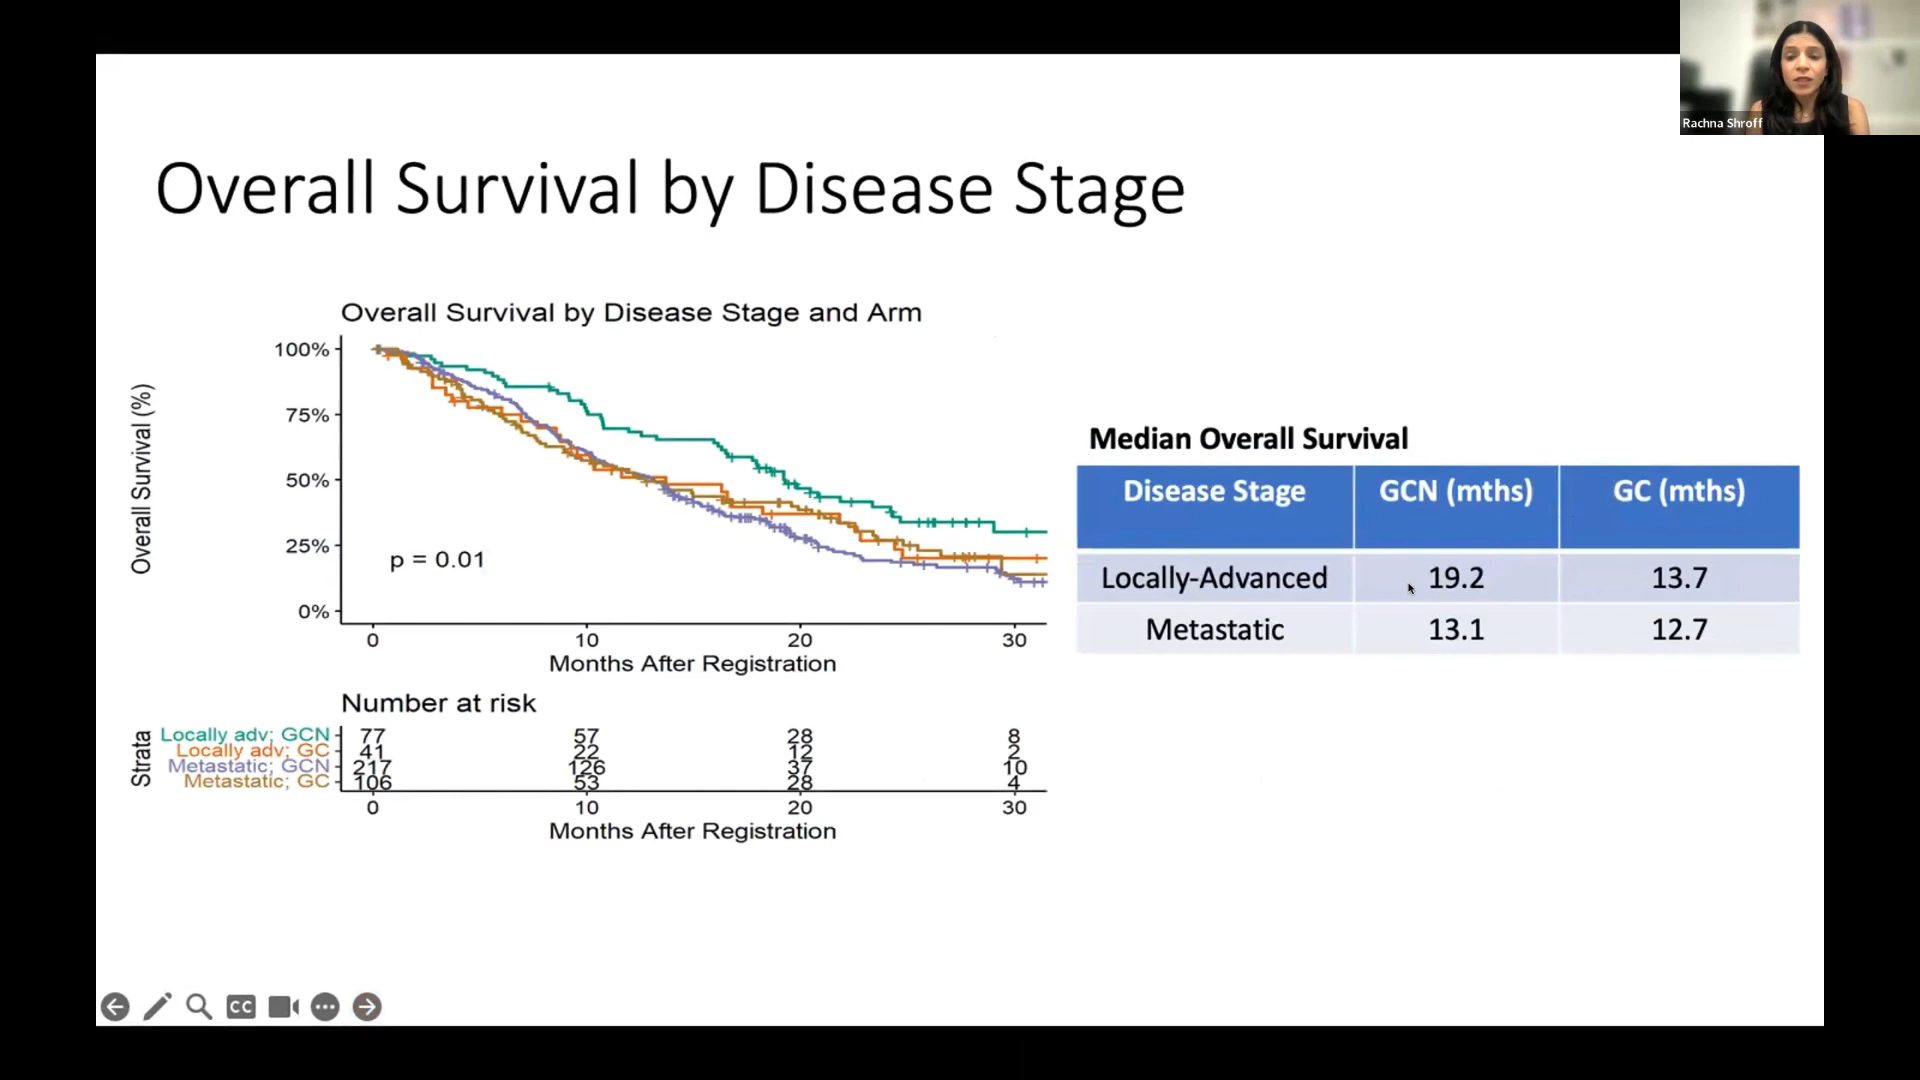 Rachna Shroff
Overall Survival by Disease Stage
Overall Survival by Disease Stage and Arm
Overall Survival (%)
100%
75%
50%
25%
0%
p = 0.01
0 10 20 30
Months After Registration
Number at risk
Strata
Locally adv; GCN 77 57 28 8
Locally adv; GC 41 22 12 2
Metastatic; GCN 217 126 37 10
Metastatic; GC 106 53 28 4
0 10 20 30
Months After Registration
Median Overall Survival
Disease Stage GCN (mths) GC (mths)
Locally-Advanced 19.2 13.7
Metastatic 13.1 12.7
CC